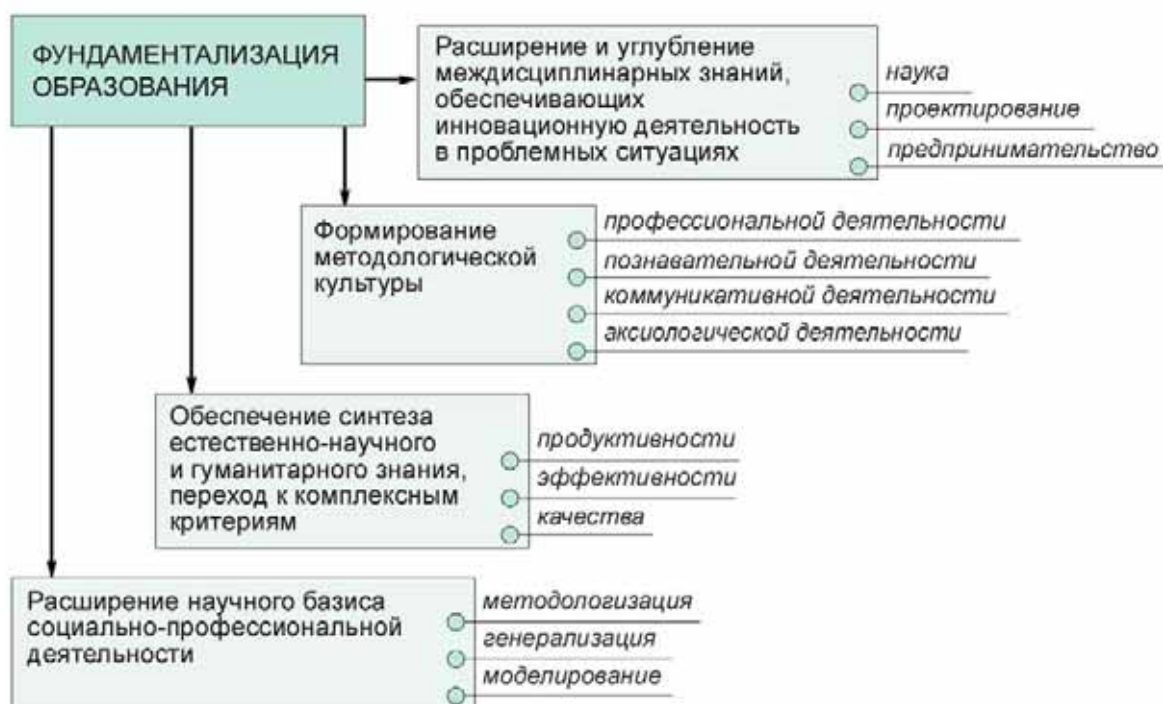 ФУНДАМЕНТАЛИЗАЦИЯ
ОБРАЗОВАНИЯ
Расширение и углубление
междисциплинарных знаний,
обеспечивающих
инновационную деятельность
в проблемных ситуациях
наука
проектирование
предпринимательство
Формирование
методологической
культуры
профессиональной деятельности
познавательной деятельности
коммуникативной деятельности
аксиологической деятельности
Обеспечение синтеза
естественно-научного
и гуманитарного знания,
переход к комплексным
критериям
продуктивности
эффективности
качества
Расширение научного базиса
социально-профессиональной
деятельности
методологизация
генерализация
моделирование